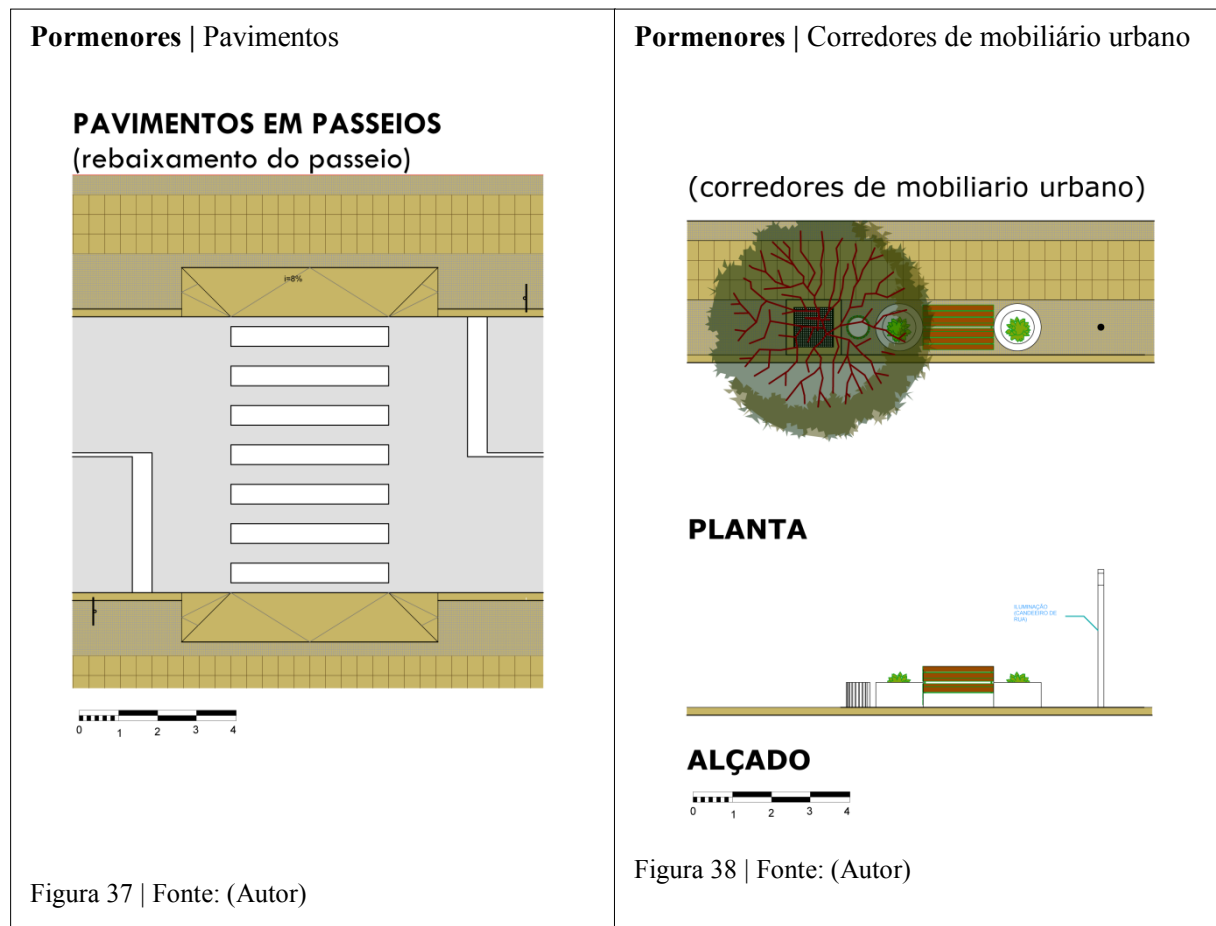 Pormenores | Pavimentos
PAVIMENTOS EM PASSEIOS
(rebaixamento do passeio)
i=8%
0 1 2 3 4
Figura 37 | Fonte: (Autor)
Pormenores | Corredores de mobiliário urbano
(corredores de mobiliario urbano)
PLANTA
ILUMINAÇÃO
(CANDEEIRO DE
RUA)
ALÇADO
0 1 2 3 4
Figura 38 | Fonte: (Autor)